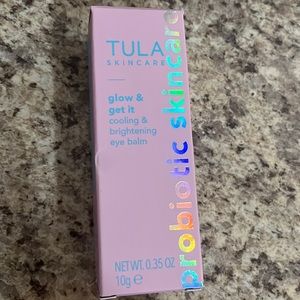 TULA
SKINCARE
glow &
get it
cooling &
brightening
eye balm
NET WT. 0.35 OZ
10g e
probiotic skincare